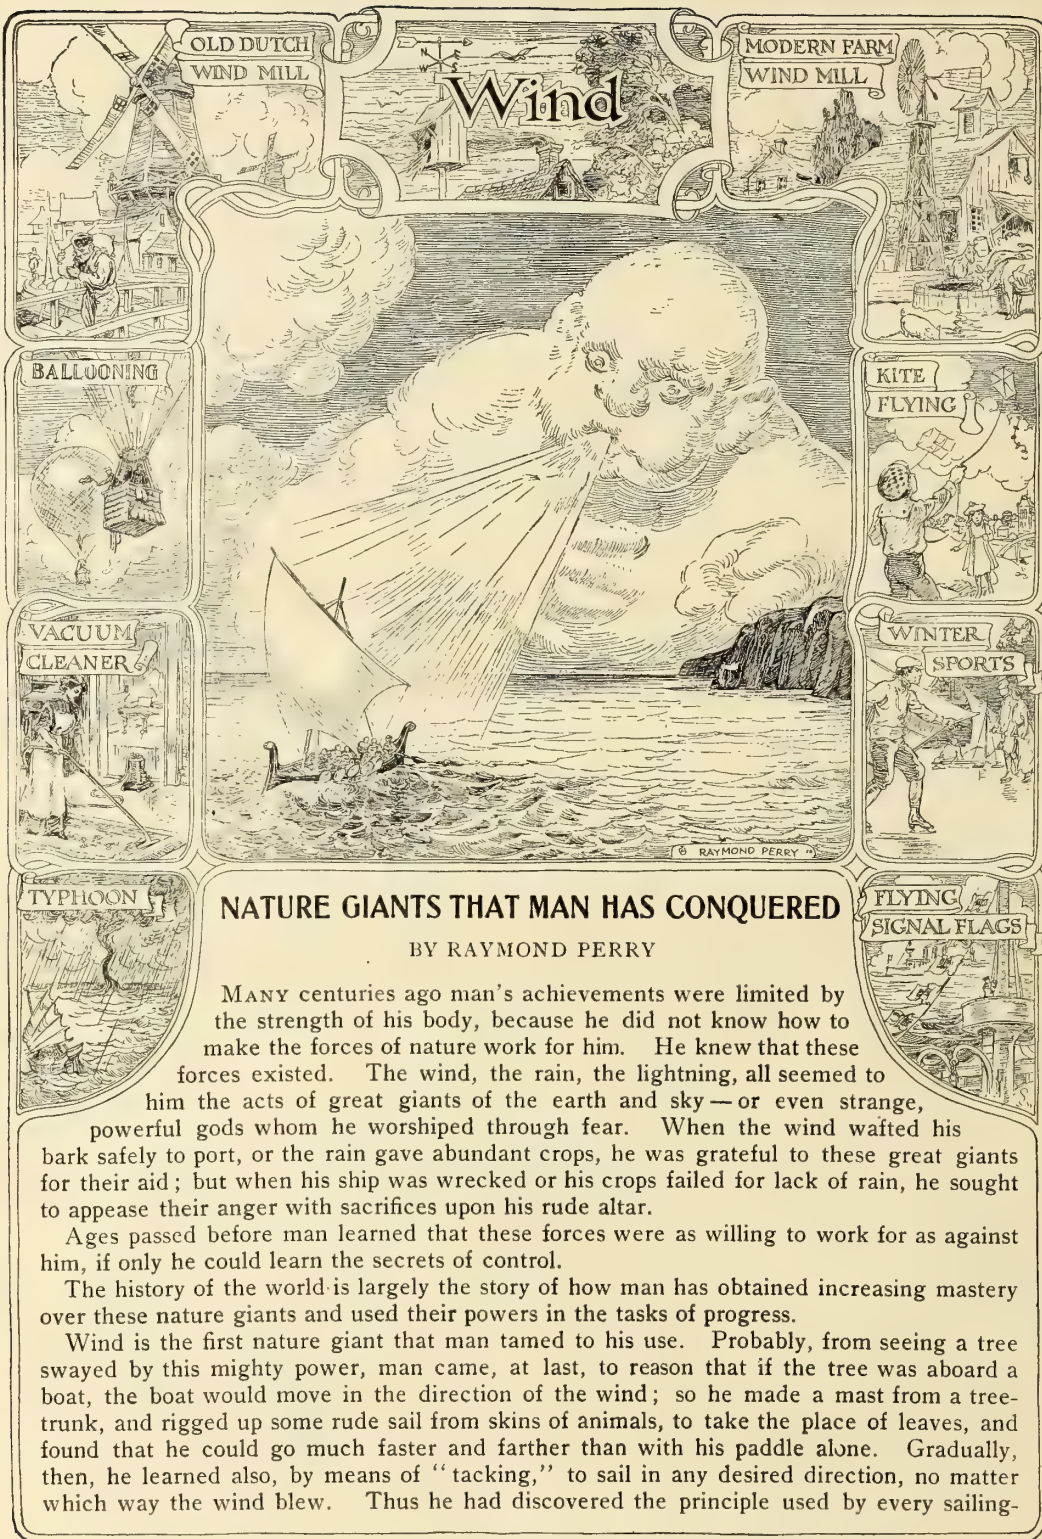 OLD DUTCH
WIND MILL
N
E
W
S
Wind
MODERN FARM
WIND MILL
BALLOONING
KITE
FLYING
VACUUM
CLEANER
WINTER
SPORTS
© RAYMOND PERRY
TYPHOON
FLYING
SIGNAL FLAGS
NATURE GIANTS THAT MAN HAS CONQUERED
BY RAYMOND PERRY
MANY centuries ago man's achievements were limited by
the strength of his body, because he did not know how to
make the forces of nature work for him. He knew that these
forces existed. The wind, the rain, the lightning, all seemed to
him the acts of great giants of the earth and sky — or even strange,
powerful gods whom he worshiped through fear. When the wind wafted his
bark safely to port, or the rain gave abundant crops, he was grateful to these great giants
for their aid; but when his ship was wrecked or his crops failed for lack of rain, he sought
to appease their anger with sacrifices upon his rude altar.
Ages passed before man learned that these forces were as willing to work for as against
him, if only he could learn the secrets of control.
The history of the world is largely the story of how man has obtained increasing mastery
over these nature giants and used their powers in the tasks of progress.
Wind is the first nature giant that man tamed to his use. Probably, from seeing a tree
swayed by this mighty power, man came, at last, to reason that if the tree was aboard a
boat, the boat would move in the direction of the wind; so he made a mast from a tree-
trunk, and rigged up some rude sail from skins of animals, to take the place of leaves, and
found that he could go much faster and farther than with his paddle alone. Gradually,
then, he learned also, by means of "tacking," to sail in any desired direction, no matter
which way the wind blew. Thus he had discovered the principle used by every sailing-